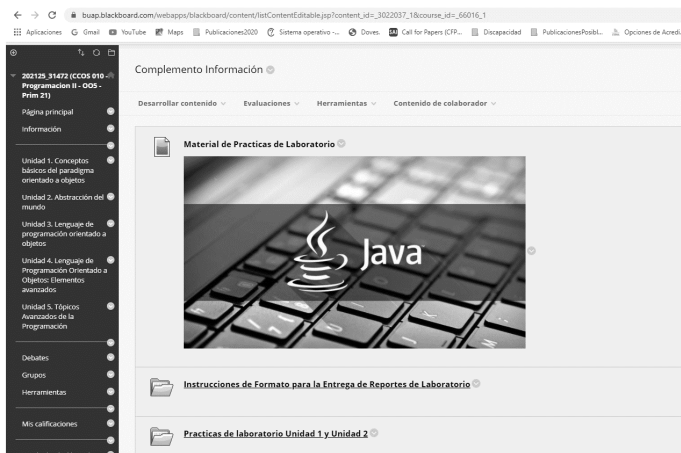 buap.blackboard.com/webapps/blackboard/content/listContentEditable.jsp?content_id=_3022037_1&course_id=_66016_1
Aplicaciones Gmail YouTube Maps Publicaciones2020 Sistema operativo -... Doves. Call for Papers (CFP... Discapacidad PublicacionesPosibl... Opciones de Acredi
202125_31472 (CCOS 010 -
Programacion II - OO5 -
Prim 21)
Página principal
Información
Unidad 1. Conceptos
básicos del paradigma
orientado a objetos
Unidad 2. Abstracción del
mundo
Unidad 3. Lenguaje de
programación orientado a
objetos
Unidad 4. Lenguaje de
Programación Orientado a
Objetos: Elementos
avanzados
Unidad 5. Tópicos
Avanzados de la
Programación
Debates
Grupos
Herramientas
Mis calificaciones
Complemento Información
Desarrollar contenido Evaluaciones Herramientas Contenido de colaborador
Material de Practicas de Laboratorio
Java
Instrucciones de Formato para la Entrega de Reportes de Laboratorio
Practicas de laboratorio Unidad 1 y Unidad 2